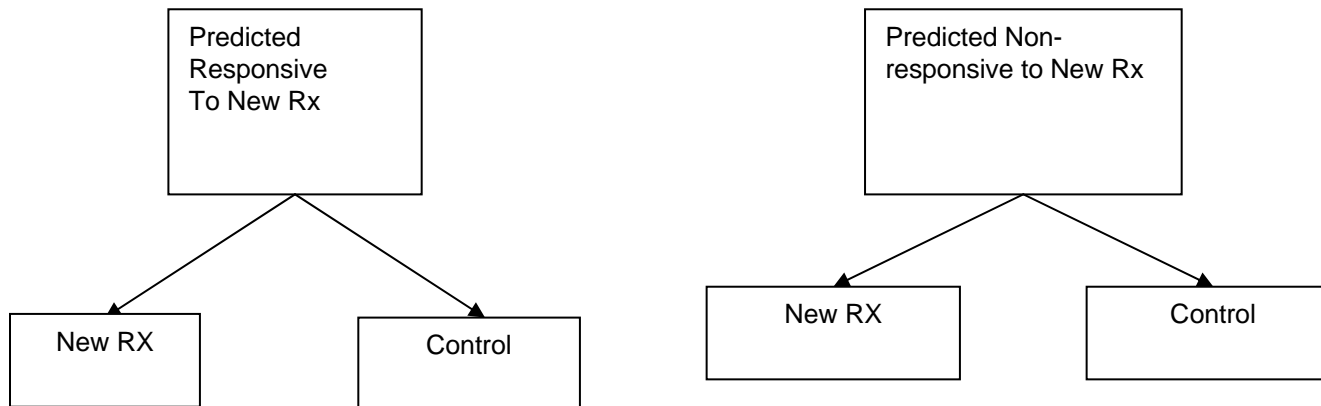 Predicted
Responsive
To New Rx
Predicted Non-
responsive to New Rx
New RX
Control
New RX
Control